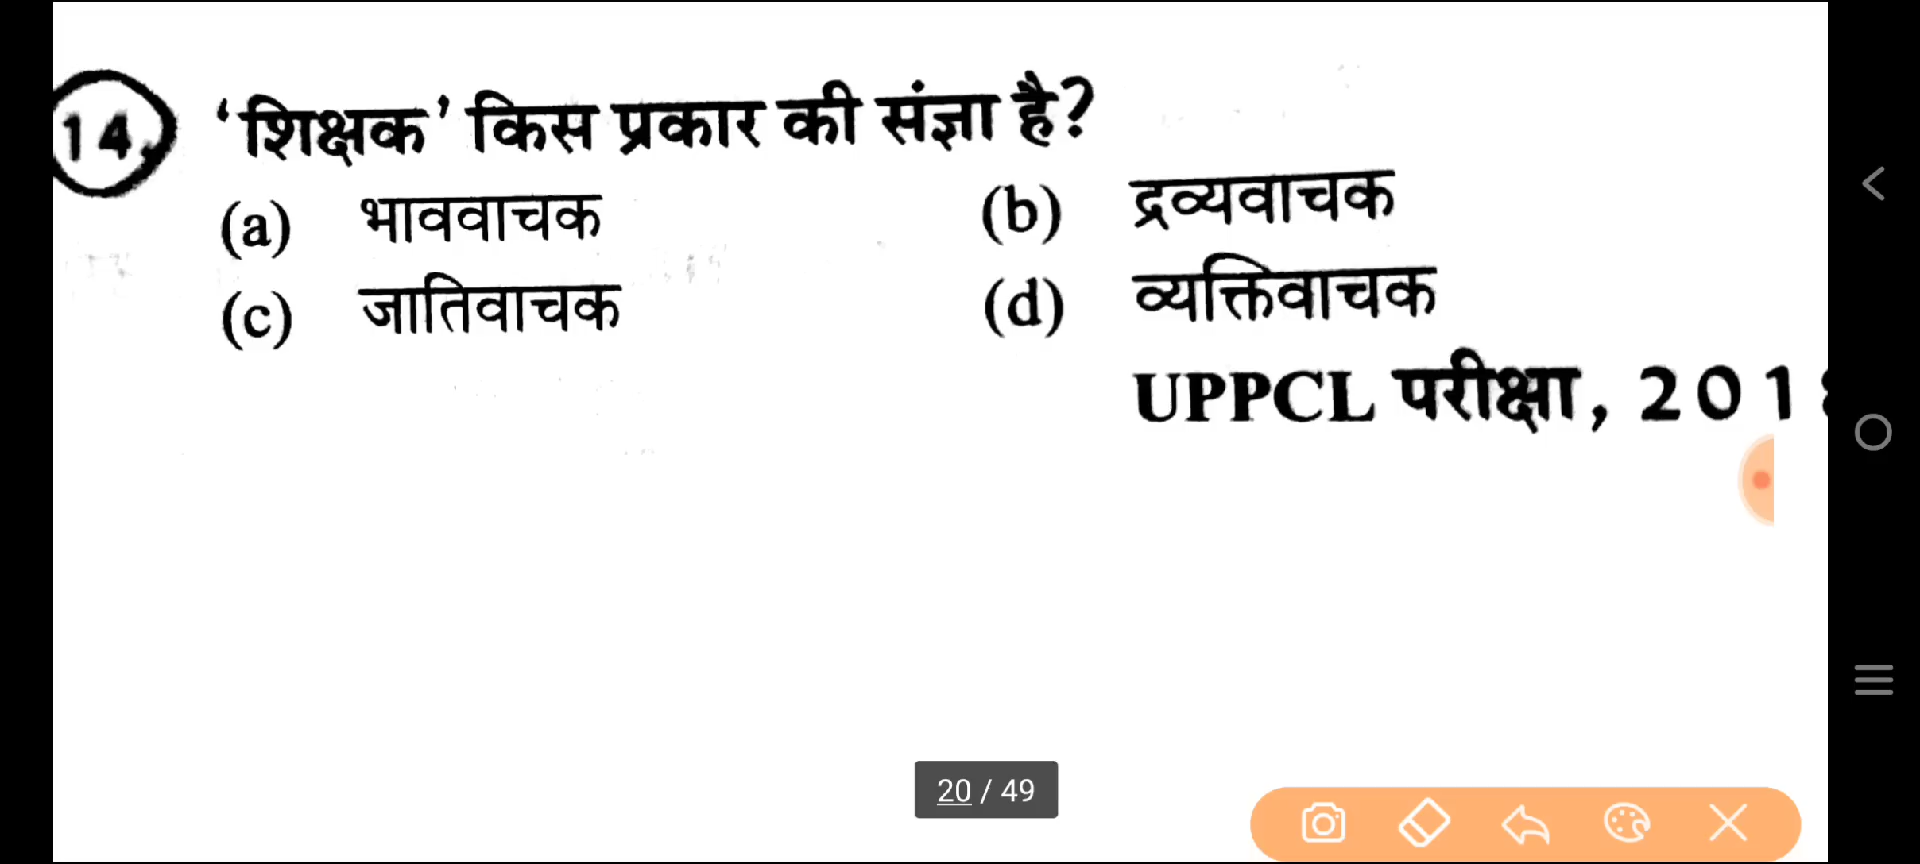 14. 'शिक्षक' किस प्रकार की संज्ञा है?
(a) भाववाचक (b) द्रव्यवाचक
(c) जातिवाचक (d) व्यक्तिवाचक
UPPCL परीक्षा, 201
20 / 49